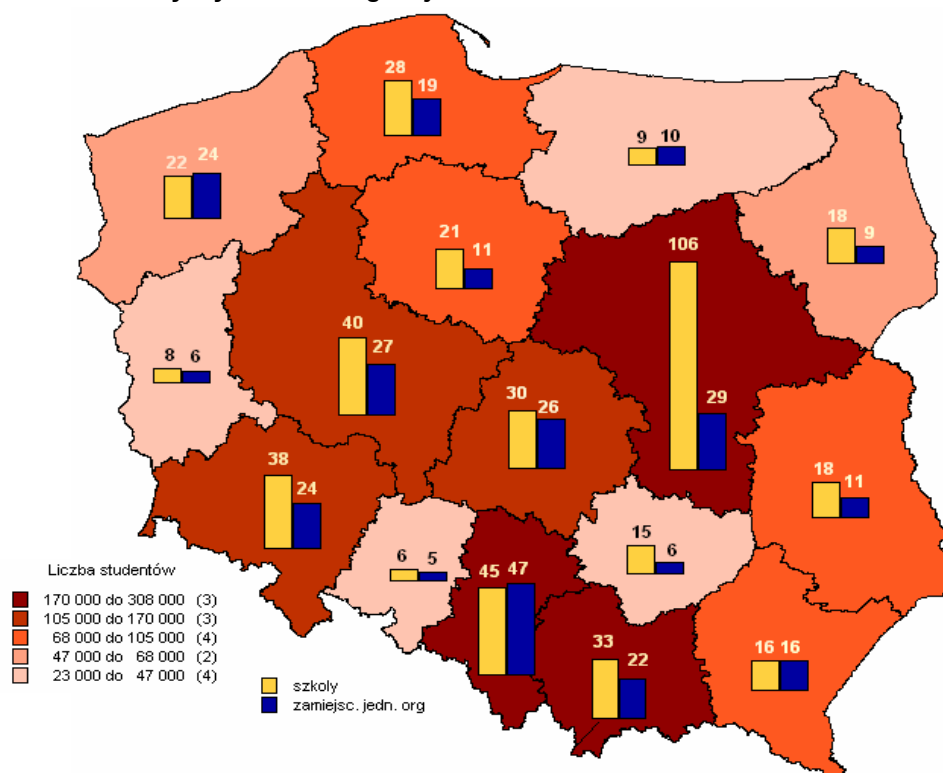 28 19
9 10
22 24
18 9
21 11
106 29
40 27
8 6
30 26
38 24
18 11
15 6
6 5
45 47
33 22
16 16
Liczba studentów
170 000 do 308 000 (3)
105 000 do 170 000 (3)
68 000 do 105 000 (4)
47 000 do 68 000 (2)
23 000 do 47 000 (4)
szkoly
zamiejsc. jedn. org